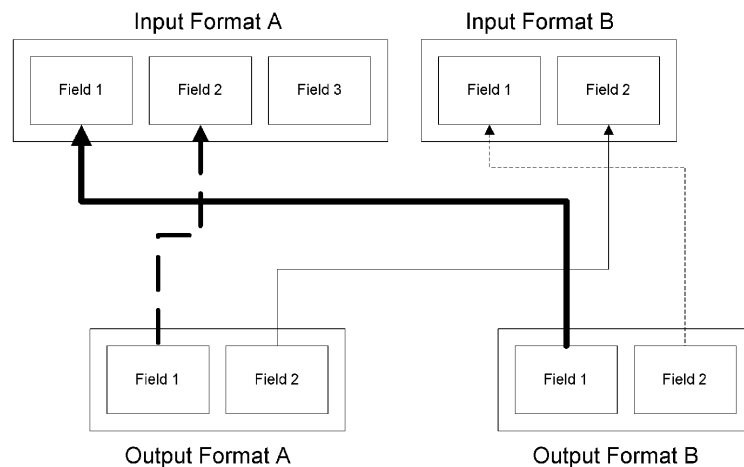 Input Format A
Input Format B
Field 1
Field 2
Field 3
Field 1
Field 2
Field 1
Field 2
Field 1
Field 2
Output Format A
Output Format B